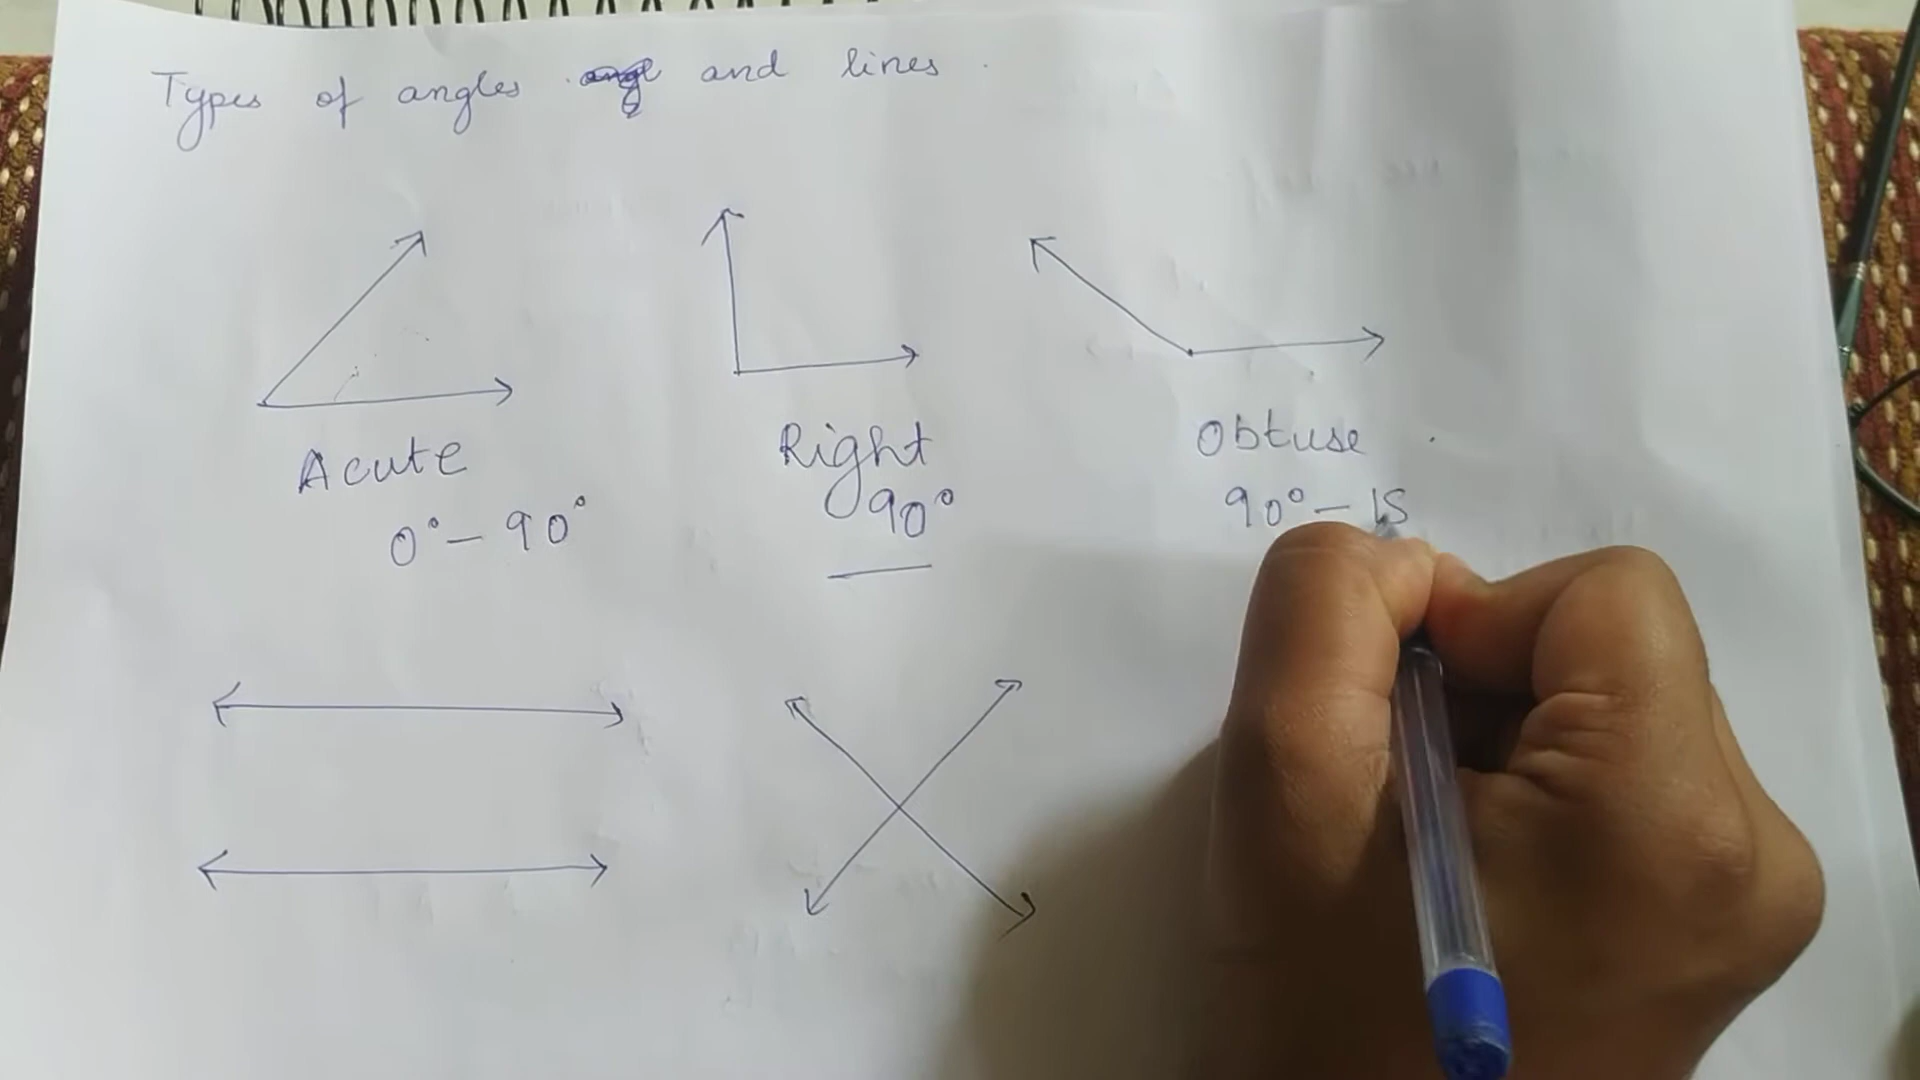 Types of angles and lines
Acute
0° - 90°
Right
90°
Obtuse
90° - 1S